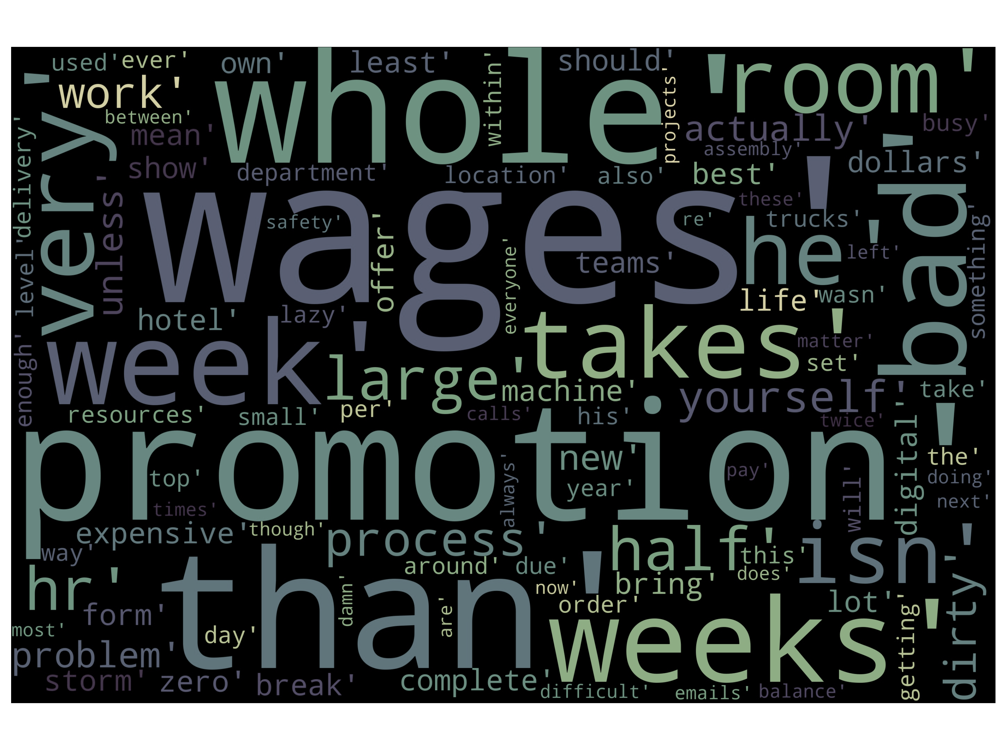 used'
ever'
own'
least'
should'
'room'
work'
whole'
within'
projects'
between'
mean'
actually'
busy'
show'
assembly'
department'
location'
also'
best'
dollars'
delivery'
very'
unless'
wages'
safety'
offer'
re'
these'
trucks'
he'
left'
bad'
something'
level'
everyone'
teams'
life'
wasn'
hotel'
lazy'
week'
takes'
matter'
set'
enough'
large'
machine'
yourself'
take'
resources'
small'
per'
calls'
his'
twice'
promotion'
digital'
the'
top'
new'
year'
pay'
always'
will'
doing'
next'
times'
expensive'
though'
process'
half'
this'
isn'
way'
around'
due'
does'
hr'
than'
bring'
now'
order'
lot'
dirty'
form'
damn'
are'
weeks'
getting'
most'
day'
problem'
storm'
zero'
break'
complete'
difficult'
emails'
balance'